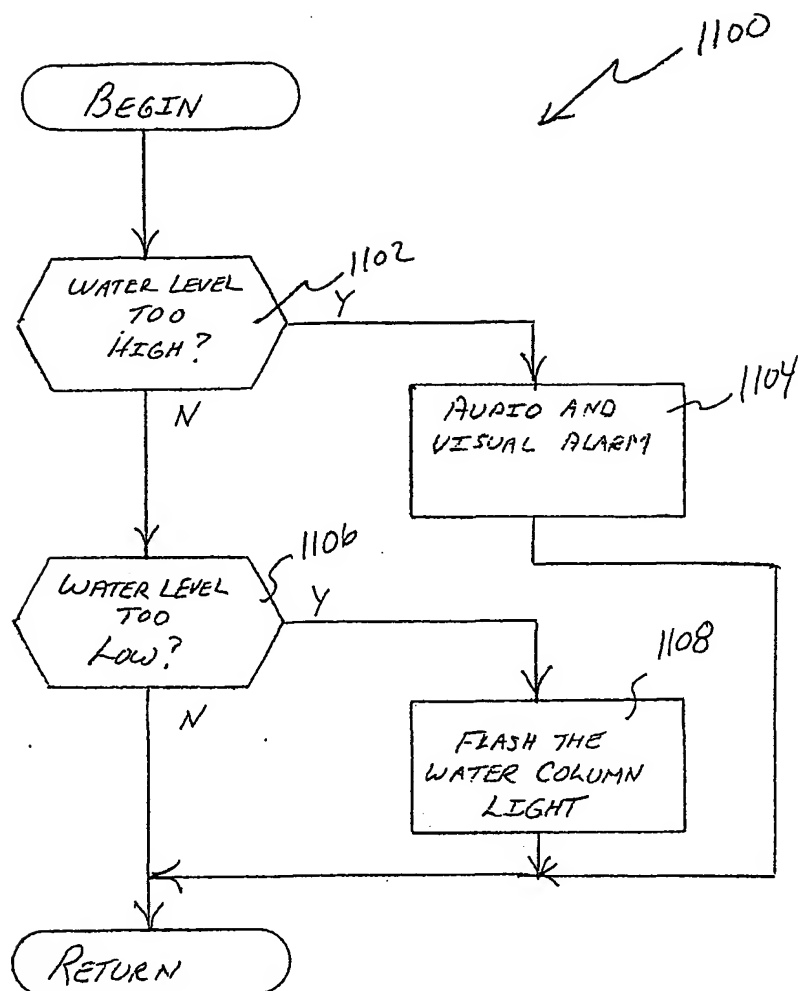 1100
BEGIN
WATER LEVEL
TOO
HIGH?
1102
Y
N
AUDIO AND
VISUAL ALARM
1104
WATER LEVEL
TOO
LOW?
1106
Y
N
FLASH THE
WATER COLUMN
LIGHT
1108
RETURN